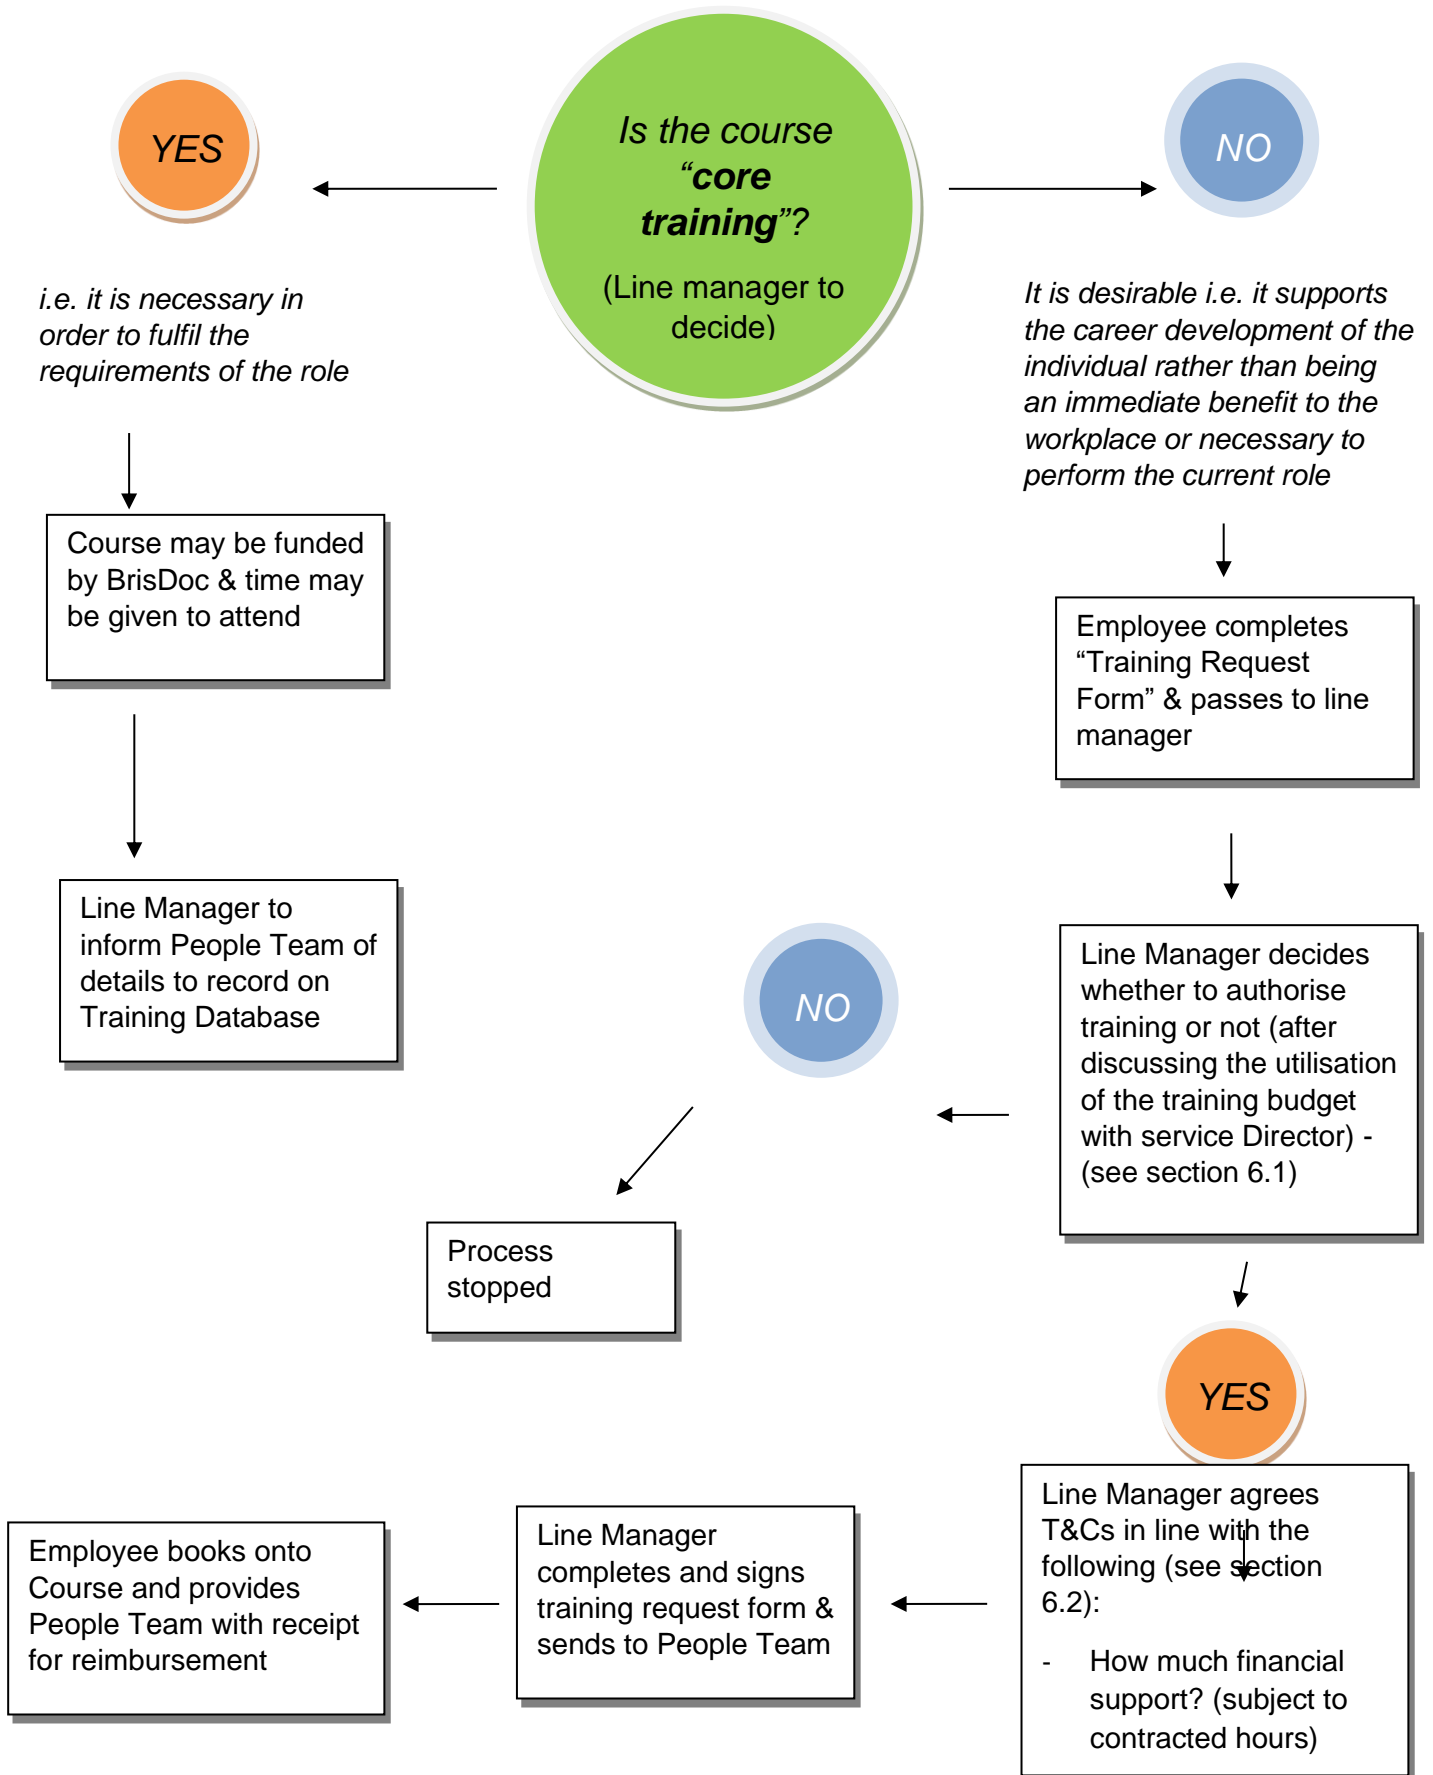 Is the course
“core
training”?
(Line manager to
decide)
YES
i.e. it is necessary in
order to fulfil the
requirements of the role
Course may be funded
by BrisDoc & time may
be given to attend
Line Manager to
inform People Team of
details to record on
Training Database
NO
It is desirable i.e. it supports
the career development of the
individual rather than being
an immediate benefit to the
workplace or necessary to
perform the current role
Employee completes
“Training Request
Form” & passes to line
manager
Line Manager decides
whether to authorise
training or not (after
discussing the utilisation
of the training budget
with service Director) -
(see section 6.1)
NO
Process
stopped
YES
Line Manager agrees
T&Cs in line with the
following (see section
6.2):
- How much financial
support? (subject to
contracted hours)
Line Manager
completes and signs
training request form &
sends to People Team
Employee books onto
Course and provides
People Team with receipt
for reimbursement